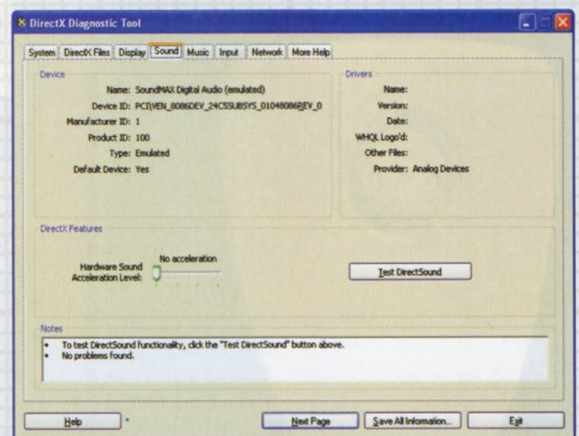 DirectX Diagnostic Tool
System DirectX Files Display Sound Music Input Network More Help
Device
Name: SoundMAX Digital Audio (emulated)
Device ID: PCI\VEN_8086DEV_24C5SUBSYS_01048086REV_0
Manufacturer ID: 1
Product ID: 100
Type: Emulated
Default Device: Yes
Drivers
Name:
Version:
Date:
WHQL Logo'd:
Other Files:
Provider: Analog Devices
DirectX Features
Hardware Sound Acceleration Level:
No acceleration
Test DirectSound
Notes
• To test DirectSound functionality, click the "Test DirectSound" button above.
• No problems found.
Help Next Page Save All Information... Exit